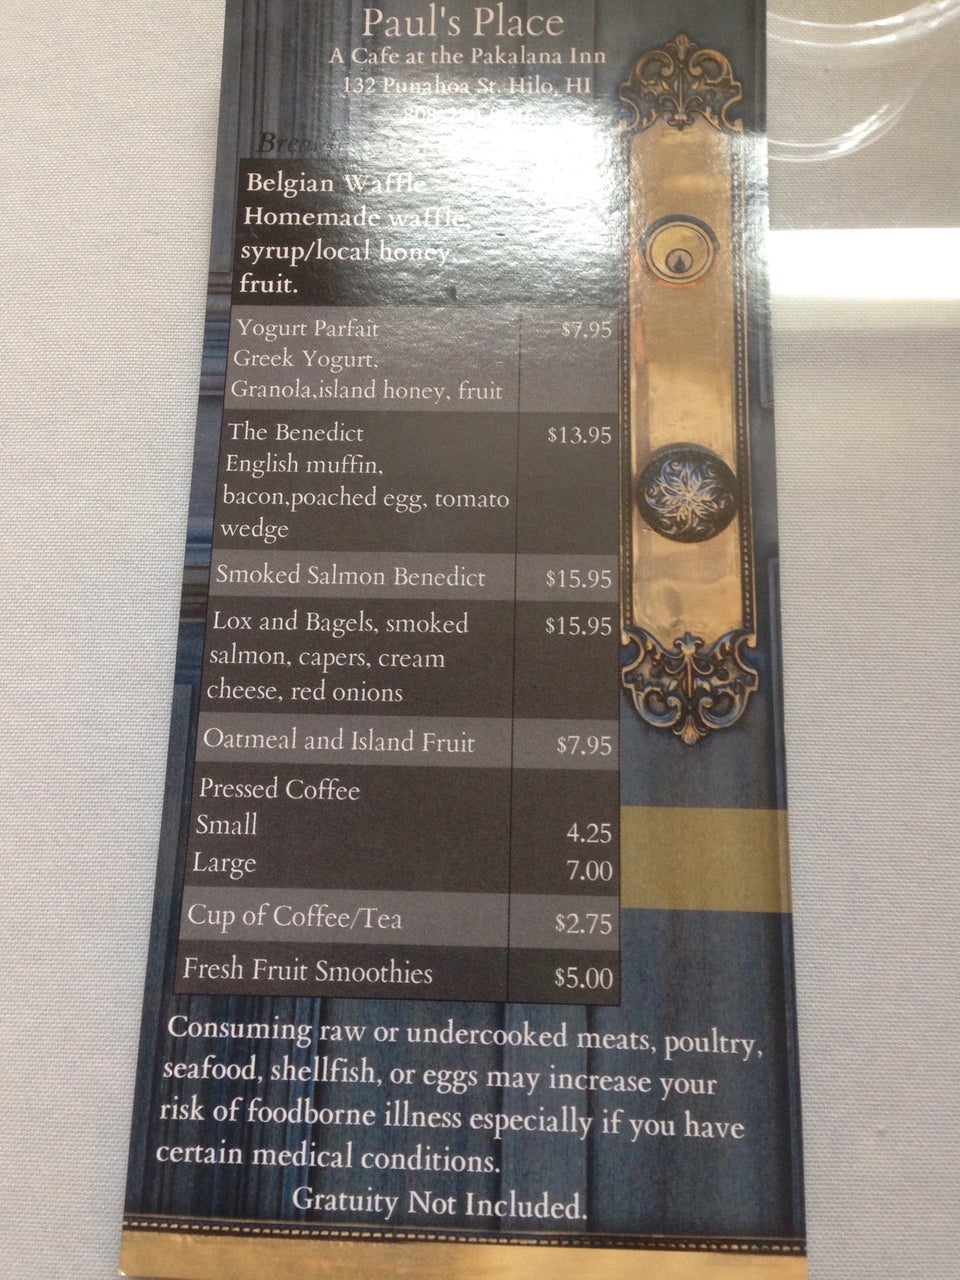 Paul's Place
A Cafe at the Pakalana Inn
132 Punahoa St. Hilo, HI
Belgian Waffle
Homemade waffle,
syrup/local honey,
fruit.
Yogurt Parfait $7.95
Greek Yogurt,
Granola,island honey, fruit
The Benedict $13.95
English muffin,
bacon,poached egg, tomato
wedge
Smoked Salmon Benedict $15.95
Lox and Bagels, smoked $15.95
salmon, capers, cream
cheese, red onions
Oatmeal and Island Fruit $7.95
Pressed Coffee
Small 4.25
Large 7.00
Cup of Coffee/Tea $2.75
Fresh Fruit Smoothies $5.00
Consuming raw or undercooked meats, poultry,
seafood, shellfish, or eggs may increase your
risk of foodborne illness especially if you have
certain medical conditions.
Gratuity Not Included.